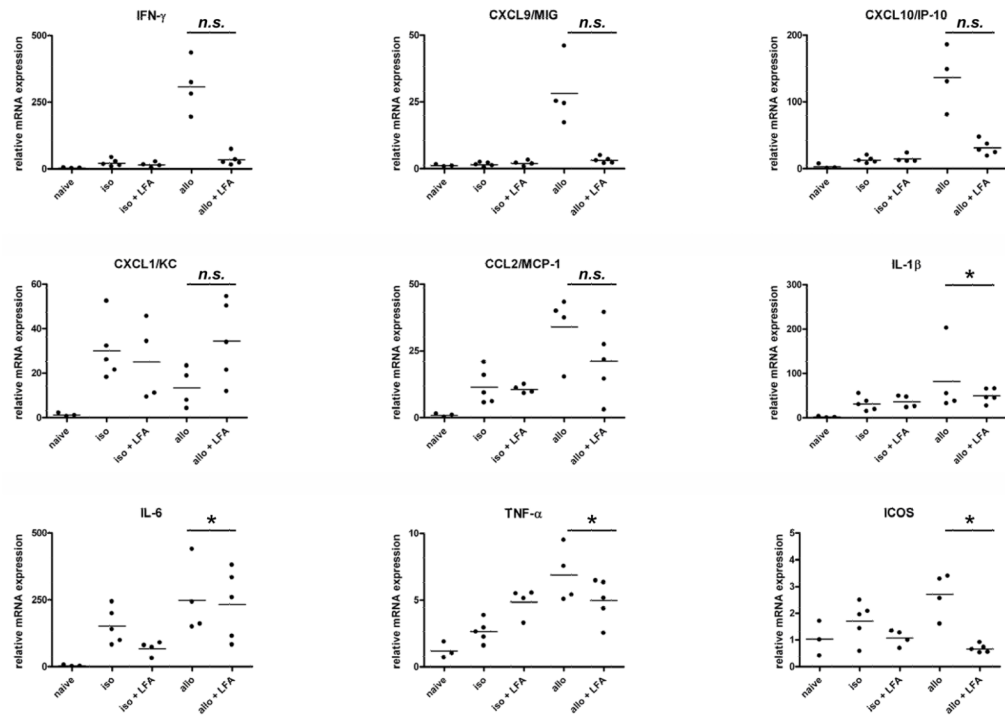 IFN-γ
n.s.
relative mRNA expression
500
250
0
naive
iso
iso + LFA
allo
allo + LFA
CXCL9/MIG
n.s.
relative mRNA expression
50
25
0
naive
iso
iso + LFA
allo
allo + LFA
CXCL10/IP-10
n.s.
relative mRNA expression
200
150
100
50
0
naive
iso
iso + LFA
allo
allo + LFA
CXCL1/KC
n.s.
relative mRNA expression
60
40
20
0
naive
iso
iso + LFA
allo
allo + LFA
CCL2/MCP-1
n.s.
relative mRNA expression
50
25
0
naive
iso
iso + LFA
allo
allo + LFA
IL-1β
*
relative mRNA expression
300
200
100
0
naive
iso
iso + LFA
allo
allo + LFA
IL-6
*
relative mRNA expression
500
250
0
naive
iso
iso + LFA
allo
allo + LFA
TNF-α
*
relative mRNA expression
10
5
0
naive
iso
iso + LFA
allo
allo + LFA
ICOS
*
relative mRNA expression
5
4
3
2
1
0
naive
iso
iso + LFA
allo
allo + LFA